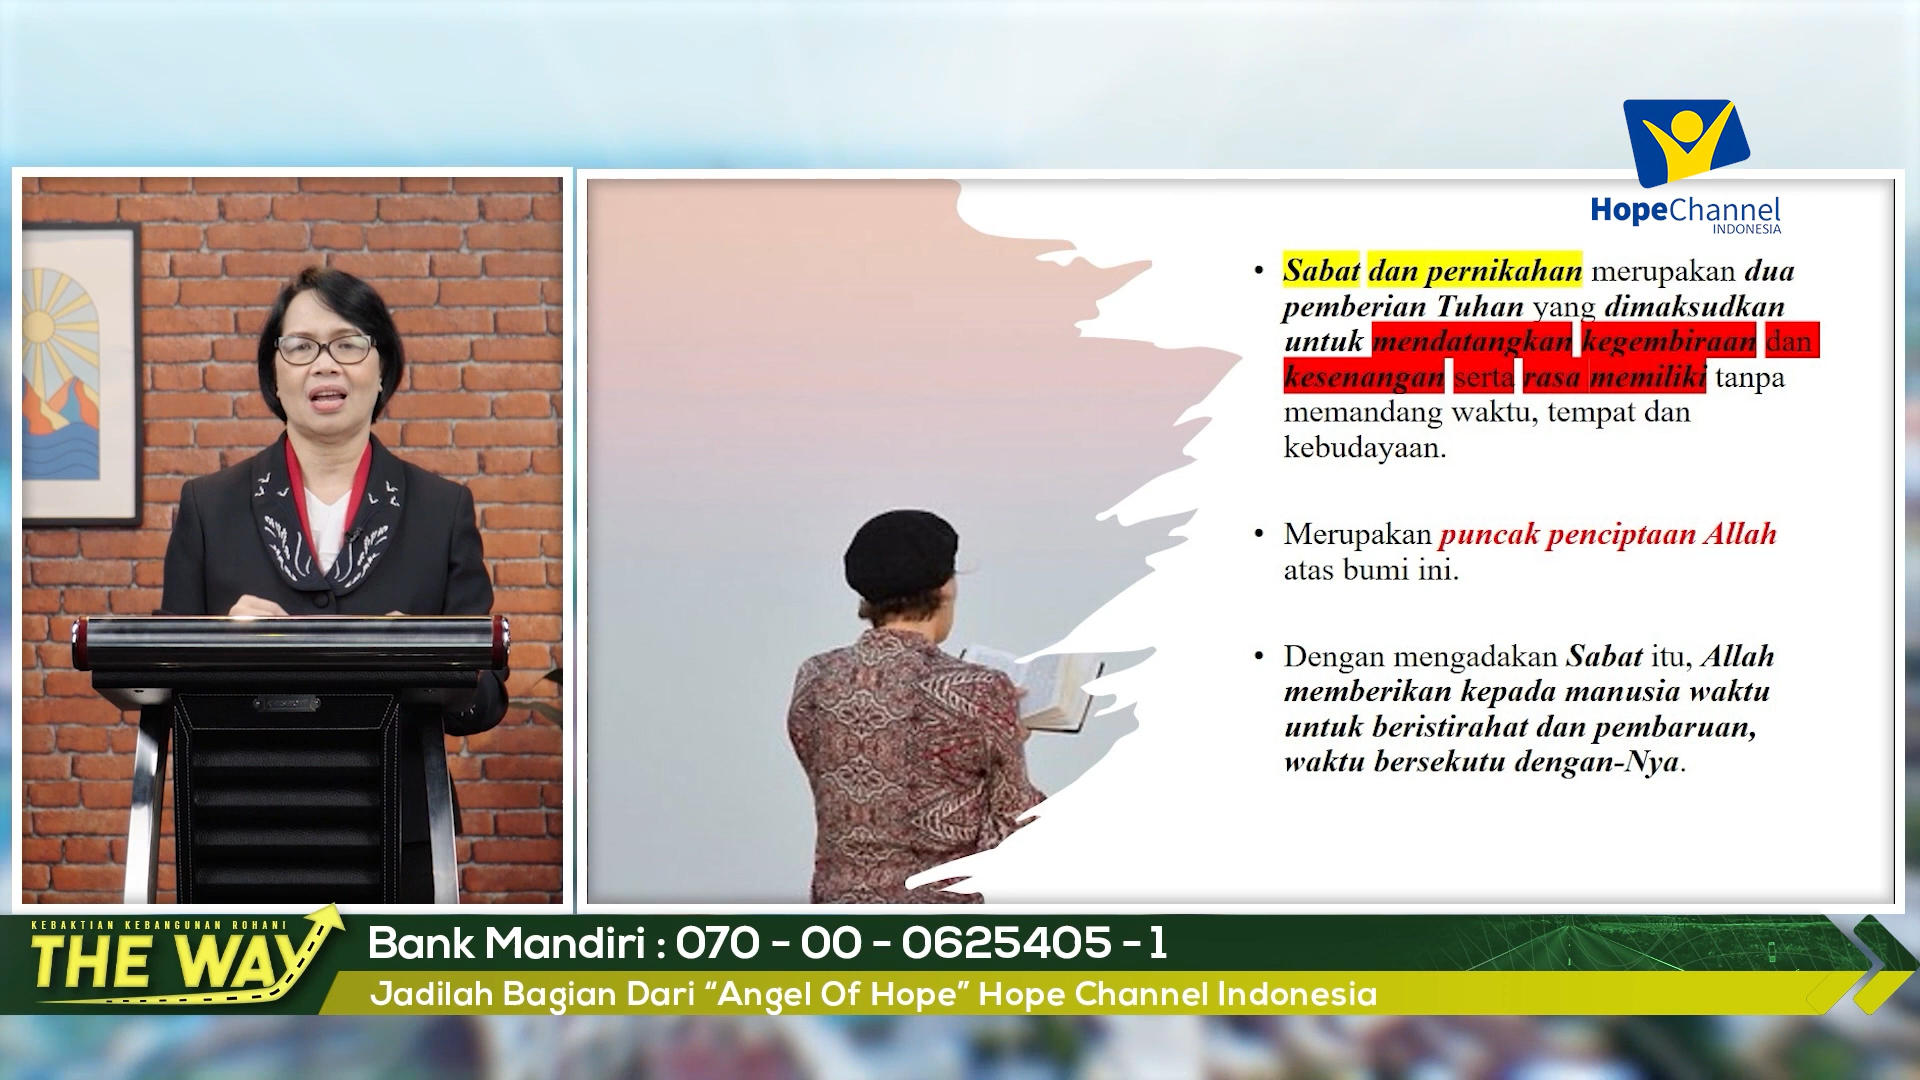 HopeChannel
INDONESIA
• Sabat dan pernikahan merupakan dua
pemberian Tuhan yang dimaksudkan
untuk mendatangkan kegembiraan dan
kesenangan serta rasa memiliki tanpa
memandang waktu, tempat dan
kebudayaan.
• Merupakan puncak penciptaan Allah
atas bumi ini.
• Dengan mengadakan Sabat itu, Allah
memberikan kepada manusia waktu
untuk beristirahat dan pembaruan,
waktu bersekutu dengan-Nya.
KEBAKTIAN KEBANGUNAN ROHANI
THE WAY
Bank Mandiri : 070 - 00 - 0625405 - 1
Jadilah Bagian Dari “Angel Of Hope” Hope Channel Indonesia